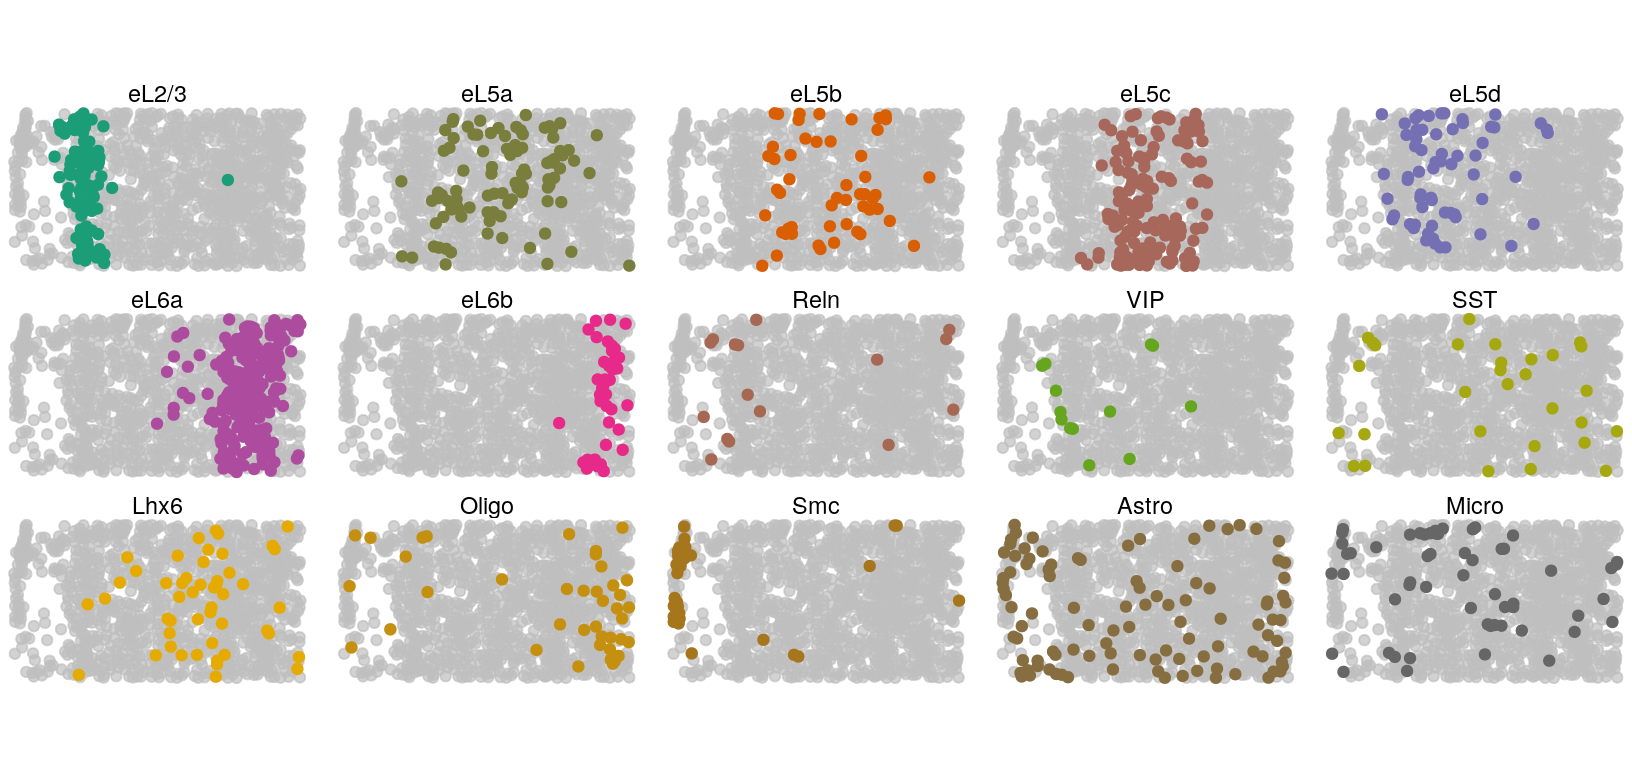 eL2/3
eL5a
eL5b
eL5c
eL5d
eL6a
eL6b
Reln
VIP
SST
Lhx6
Oligo
Smc
Astro
Micro